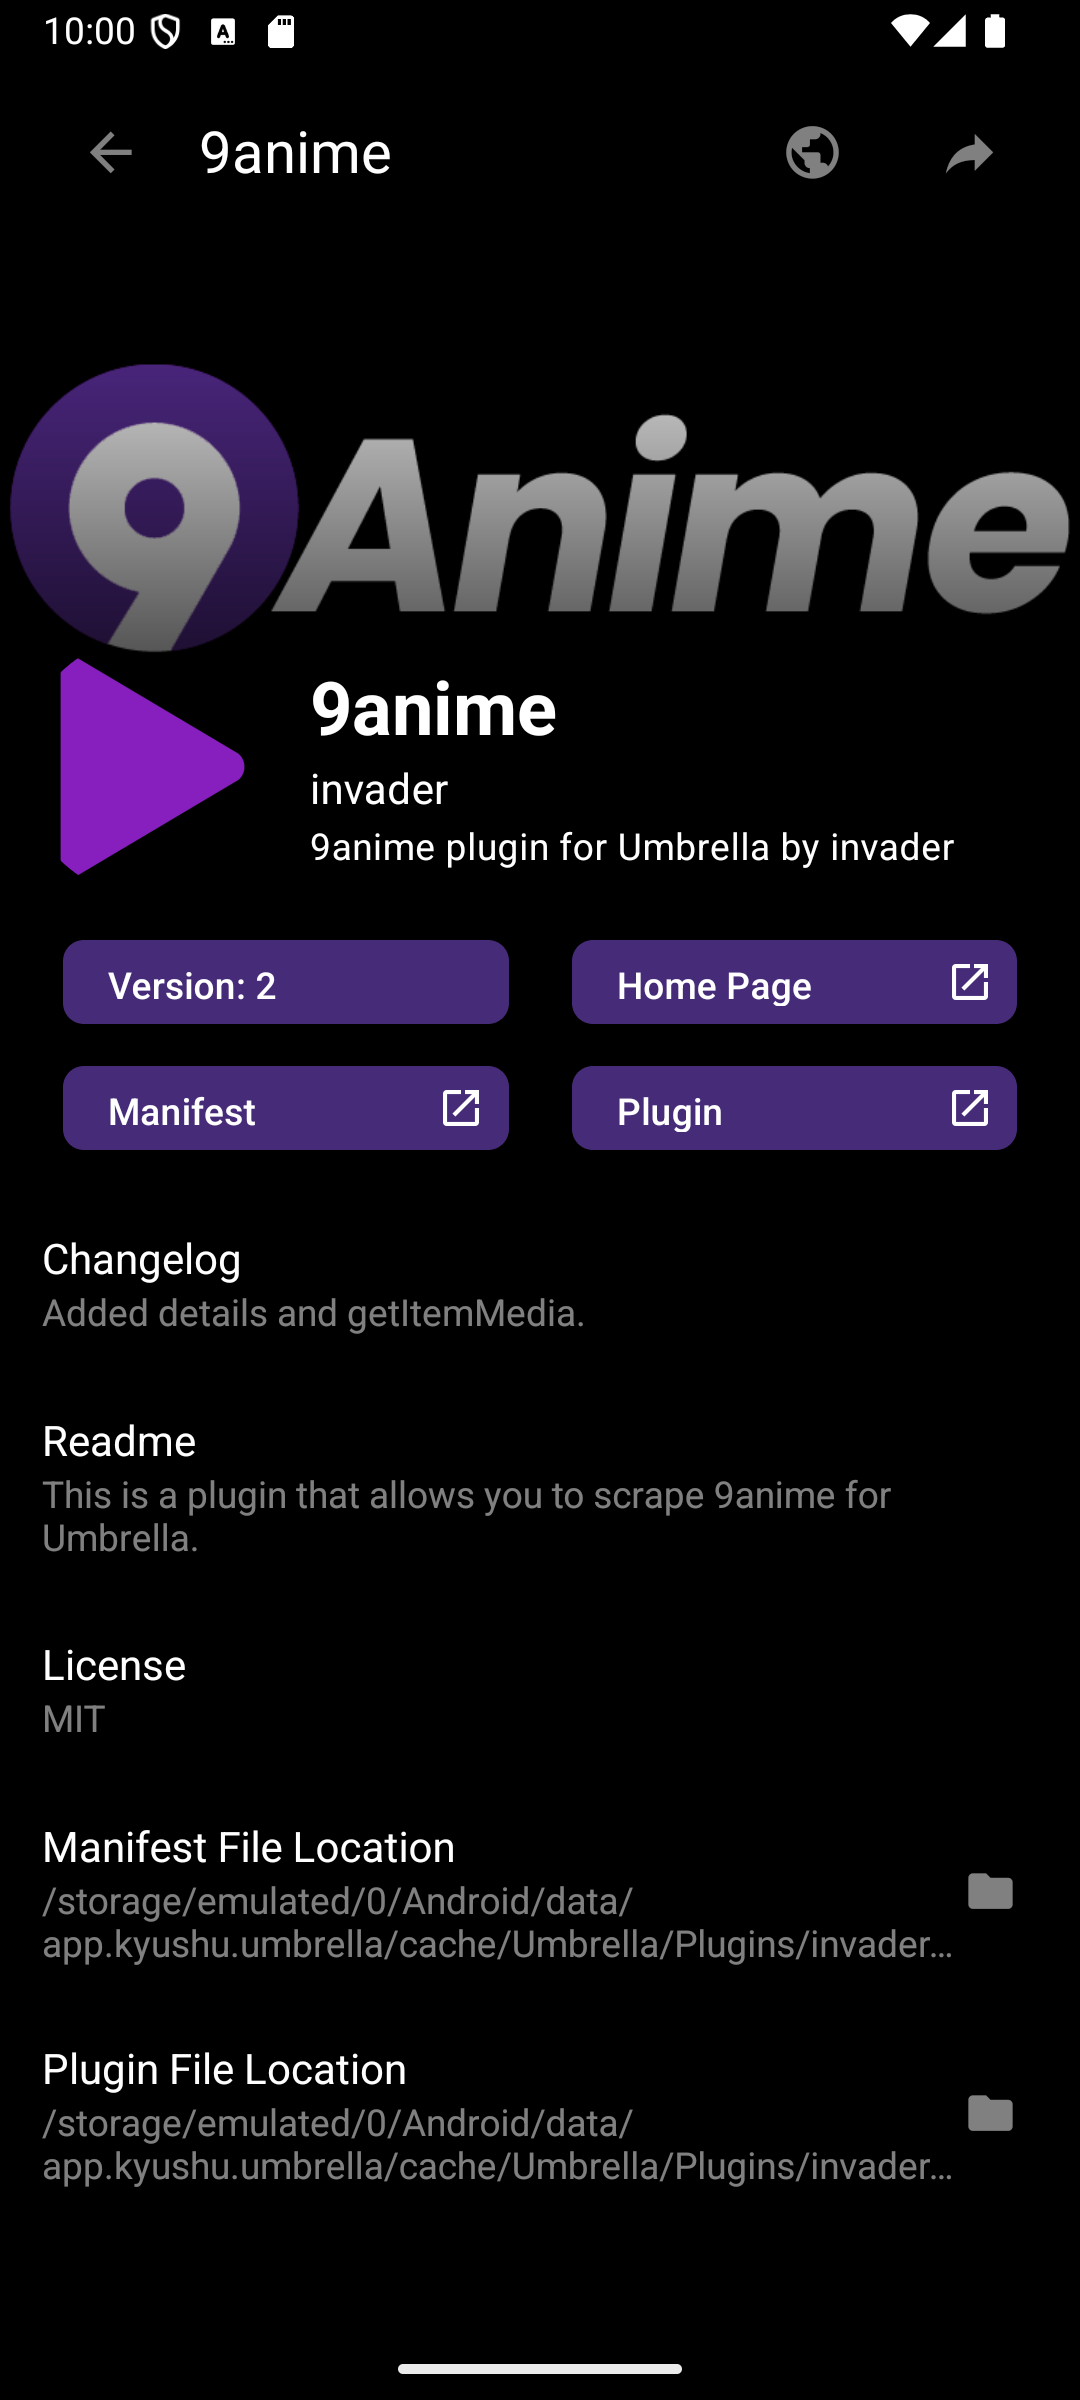 10:00
9anime
9Anime
9anime
invader
9anime plugin for Umbrella by invader
Version: 2
Home Page
Manifest
Plugin
Changelog
Added details and getItemMedia.
Readme
This is a plugin that allows you to scrape 9anime for
Umbrella.
License
MIT
Manifest File Location
/storage/emulated/0/Android/data/
app.kyushu.umbrella/cache/Umbrella/Plugins/invader...
Plugin File Location
/storage/emulated/0/Android/data/
app.kyushu.umbrella/cache/Umbrella/Plugins/invader...